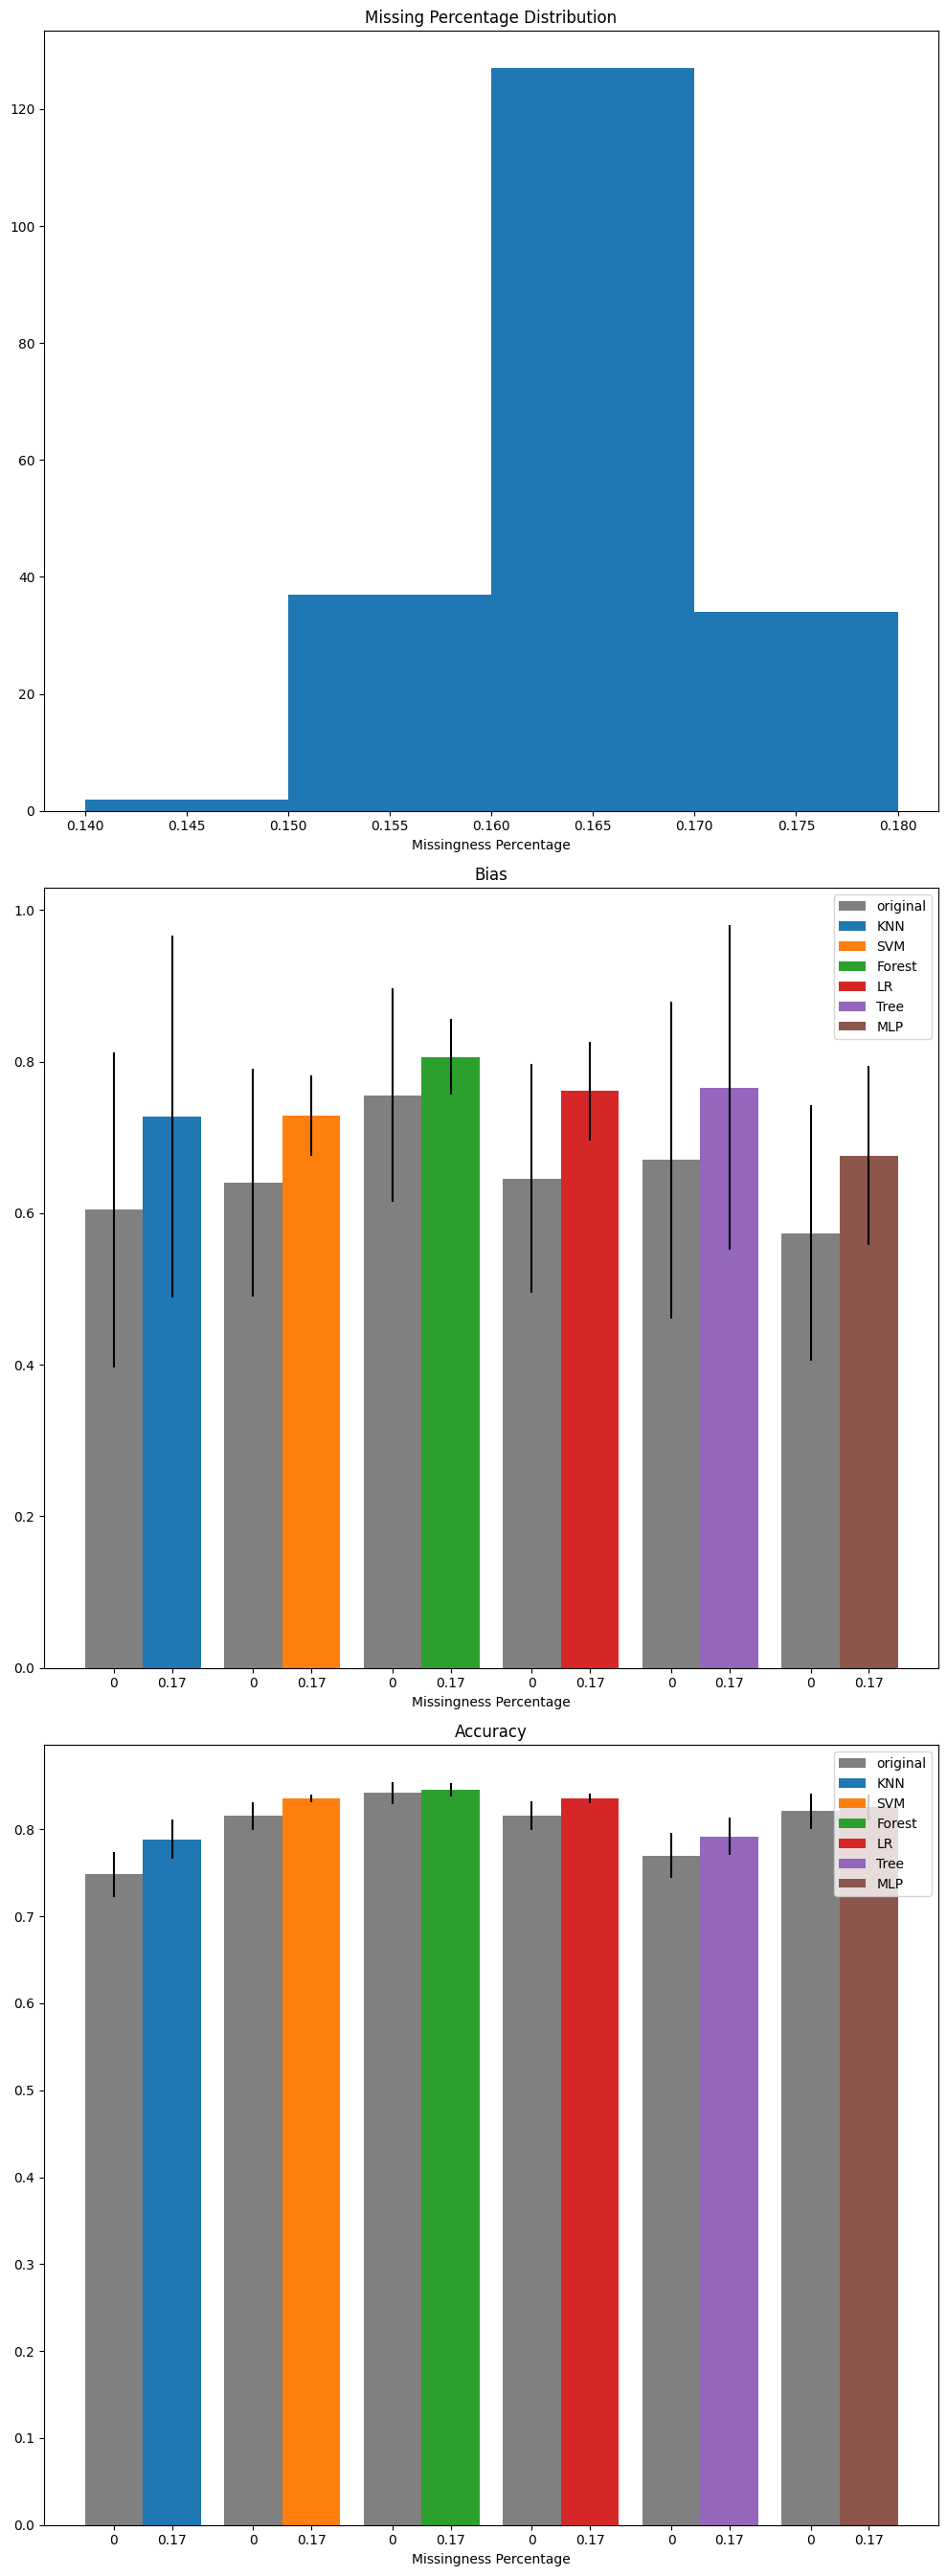 Missing Percentage Distribution
120
100
80
60
40
20
0
0.140 0.145 0.150 0.155 0.160 0.165 0.170 0.175 0.180
Missingness Percentage
Bias
original
KNN
SVM
Forest
LR
Tree
MLP
1.0
0.8
0.6
0.4
0.2
0.0
0 0.17 0 0.17 0 0.17 0 0.17 0 0.17 0 0.17
Missingness Percentage
Accuracy
original
KNN
SVM
Forest
LR
Tree
MLP
0.8
0.7
0.6
0.5
0.4
0.3
0.2
0.1
0.0
0 0.17 0 0.17 0 0.17 0 0.17 0 0.17 0 0.17
Missingness Percentage